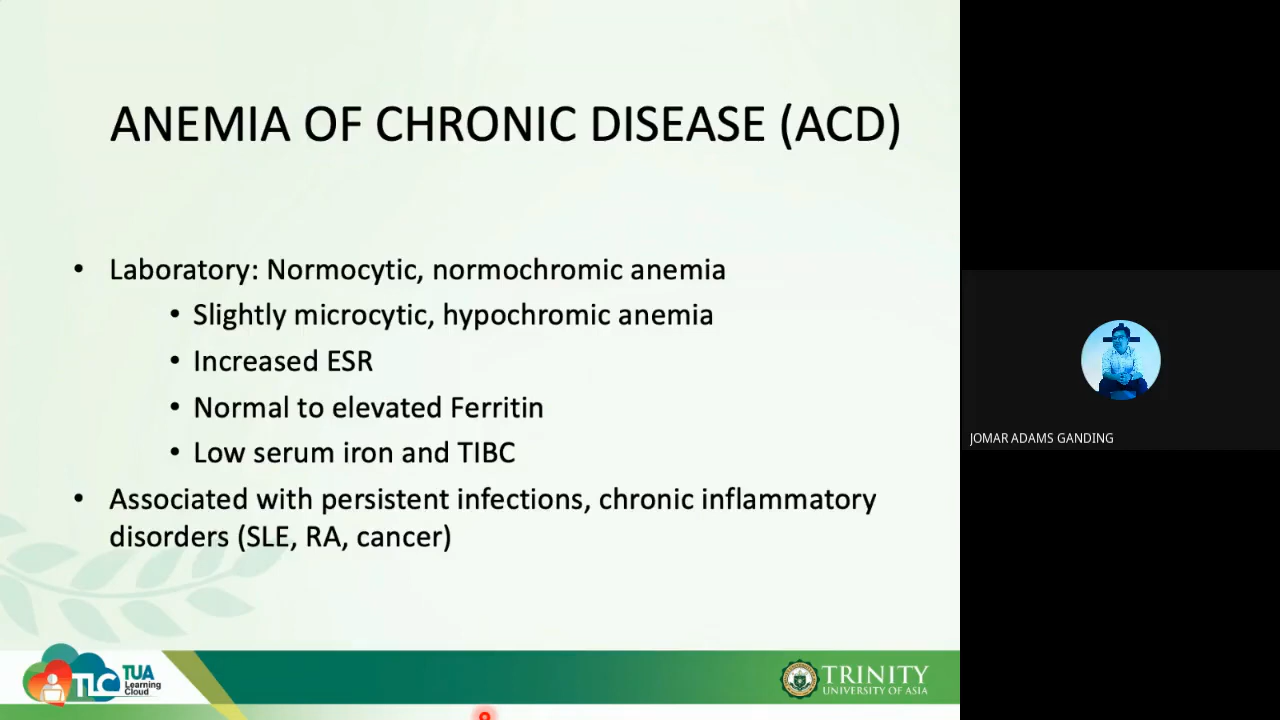 ANEMIA OF CHRONIC DISEASE (ACD)
• Laboratory: Normocytic, normochromic anemia
• Slightly microcytic, hypochromic anemia
• Increased ESR
• Normal to elevated Ferritin
• Low serum iron and TIBC
• Associated with persistent infections, chronic inflammatory
disorders (SLE, RA, cancer)
JOMAR ADAMS GANDING
TLC
TUA
Learning
Cloud
TRINITY
UNIVERSITY OF ASIA